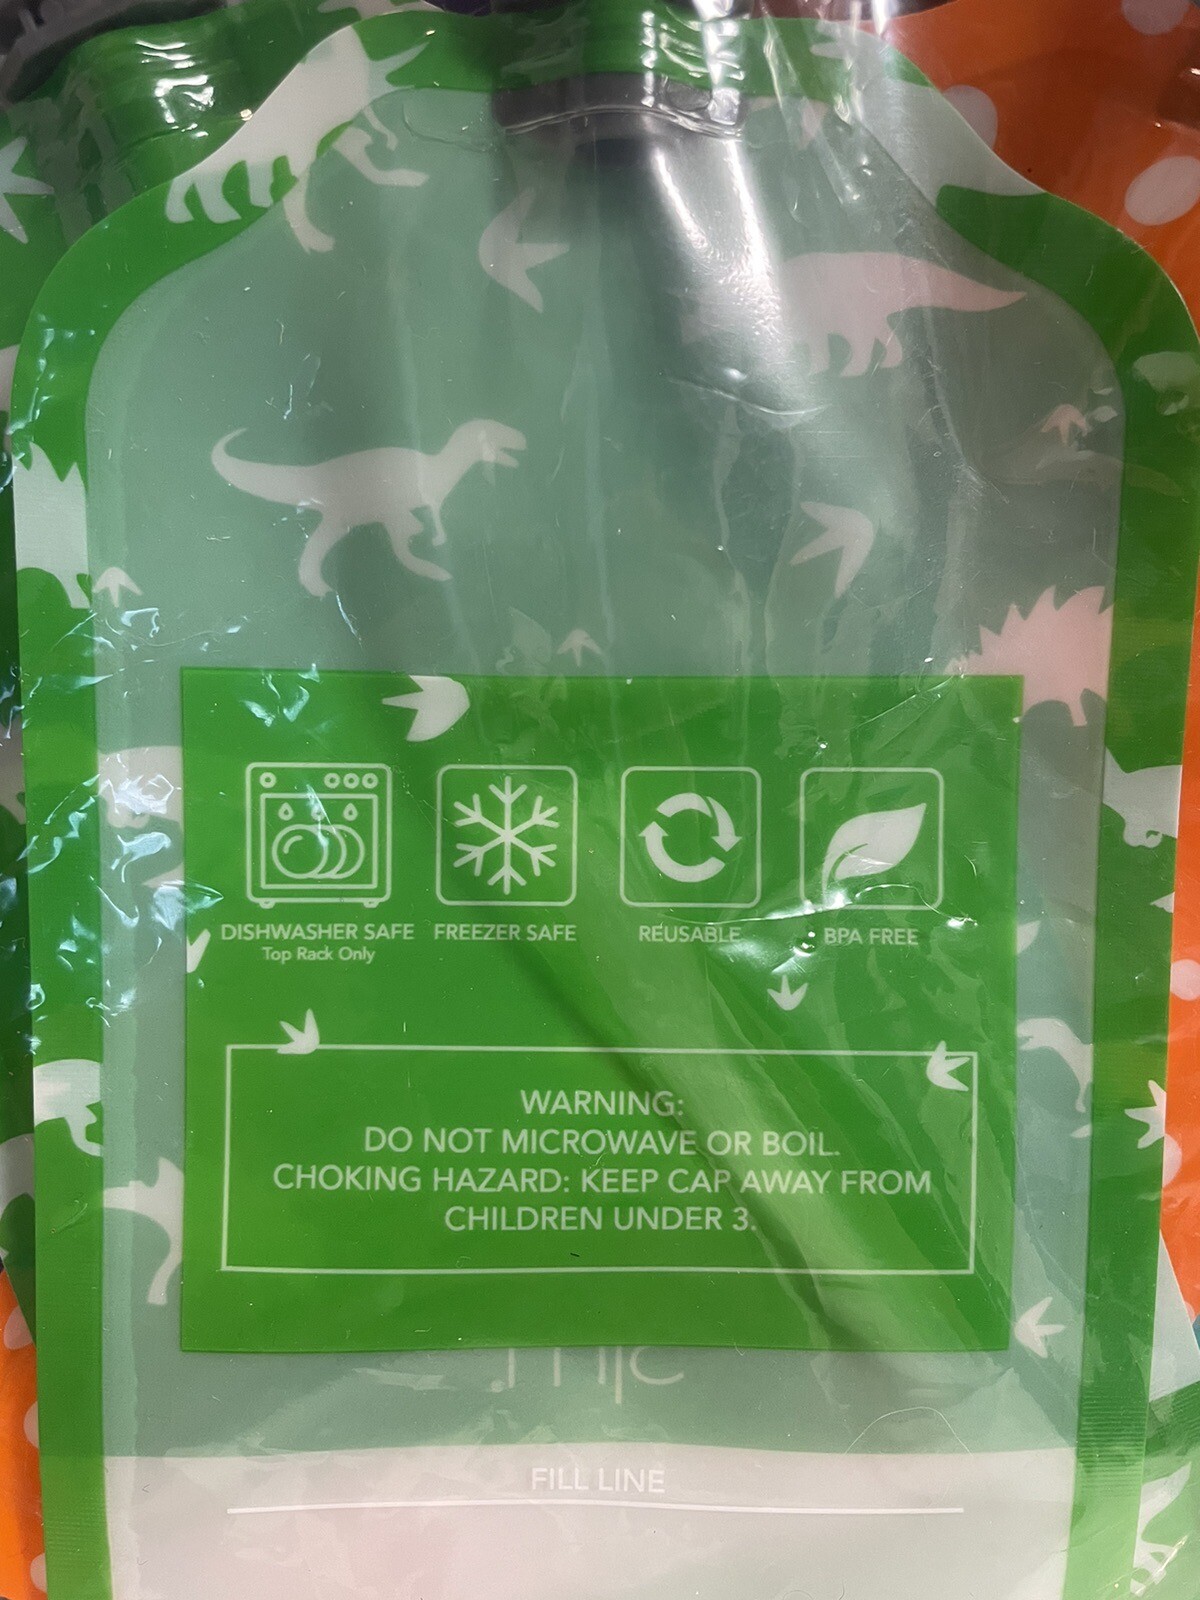 DISHWASHER SAFE
Top Rack Only
FREEZER SAFE
REUSABLE
BPA FREE
WARNING:
DO NOT MICROWAVE OR BOIL.
CHOKING HAZARD: KEEP CAP AWAY FROM
CHILDREN UNDER 3.
FILL LINE